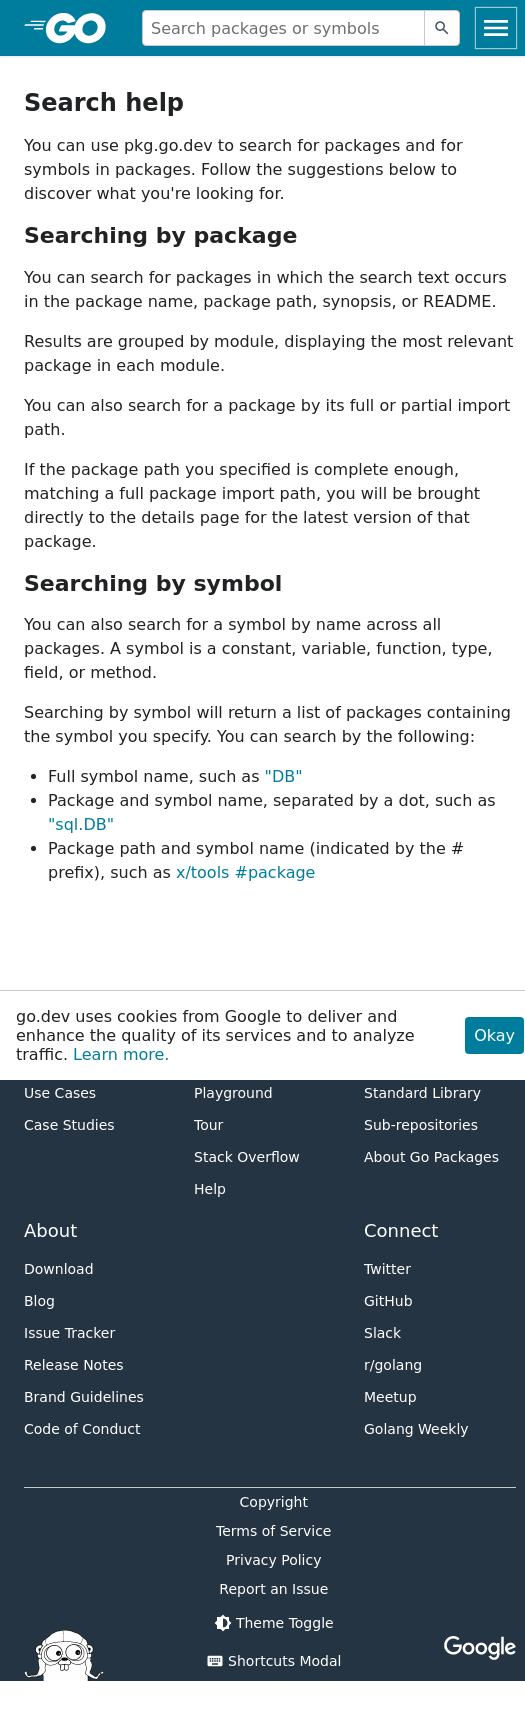 GO
Search packages or symbols
Search help
You can use pkg.go.dev to search for packages and for
symbols in packages. Follow the suggestions below to
discover what you're looking for.
Searching by package
You can search for packages in which the search text occurs
in the package name, package path, synopsis, or README.
Results are grouped by module, displaying the most relevant
package in each module.
You can also search for a package by its full or partial import
path.
If the package path you specified is complete enough,
matching a full package import path, you will be brought
directly to the details page for the latest version of that
package.
Searching by symbol
You can also search for a symbol by name across all
packages. A symbol is a constant, variable, function, type,
field, or method.
Searching by symbol will return a list of packages containing
the symbol you specify. You can search by the following:
• Full symbol name, such as "DB"
• Package and symbol name, separated by a dot, such as
"sql.DB"
• Package path and symbol name (indicated by the #
prefix), such as x/tools #package
go.dev uses cookies from Google to deliver and
enhance the quality of its services and to analyze
traffic. Learn more.
Okay
Use Cases
Case Studies
Playground
Tour
Stack Overflow
Help
Standard Library
Sub-repositories
About Go Packages
About
Download
Blog
Issue Tracker
Release Notes
Brand Guidelines
Code of Conduct
Connect
Twitter
GitHub
Slack
r/golang
Meetup
Golang Weekly
Copyright
Terms of Service
Privacy Policy
Report an Issue
Theme Toggle
Shortcuts Modal
Google